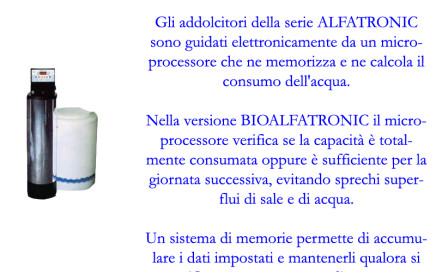 Gli addolcitori della serie ALFATRONIC
sono guidati elettronicamente da un micro-
processore che ne memorizza e ne calcola il
consumo dell'acqua.
Nella versione BIOALFATRONIC il micro-
processore verifica se la capacità è total-
mente consumata oppure è sufficiente per la
giornata successiva, evitando sprechi super-
flui di sale e di acqua.
Un sistema di memorie permette di accumu-
lare i dati impostati e mantenerli qualora si